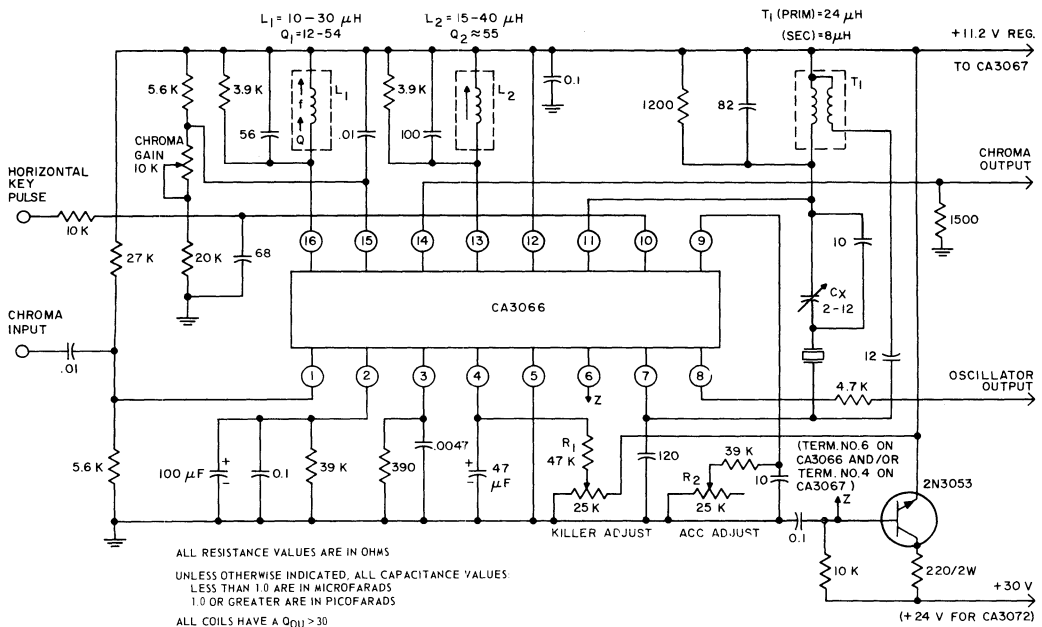 L1 = 10–30 μH
Q1 = 12-54
L2 = 15-40 μH
Q2 ≈ 55
T1 (PRIM) = 24 μH
(SEC) = 8μH
+11.2 V REG.
TO CA3067
5.6 K
3.9 K
f
Q
L1
56
.01
3.9K
100
L2
0.1
1200
82
T1
CHROMA
GAIN
10 K
HORIZONTAL
KEY
PULSE
10 K
CHROMA
OUTPUT
1500
27 K
20K
68
16
15
14
13
12
11
10
9
10
CX
2-12
CA3066
CHROMA
INPUT
.01
12
1
2
3
4
5
6
7
8
Z
4.7 K
OSCILLATOR
OUTPUT
5.6 K
100 μF
+
-
0.1
39 K
390
.0047
+
-
47
μF
R1
47 K
25 K
KILLER ADJUST
120
R2
25 K
39 K
10
ACC ADJUST
(TERM. NO.6 ON
CA3066 AND/OR
TERM. NO.4 ON
CA3067)
Z
2N3053
0.1
10 K
220/2W
+30 V
(+24 V FOR CA3072)
ALL RESISTANCE VALUES ARE IN OHMS
UNLESS OTHERWISE INDICATED, ALL CAPACITANCE VALUES:
LESS THAN 1.0 ARE IN MICROFARADS
1.0 OR GREATER ARE IN PICOFARADS
ALL COILS HAVE A QDU > 30